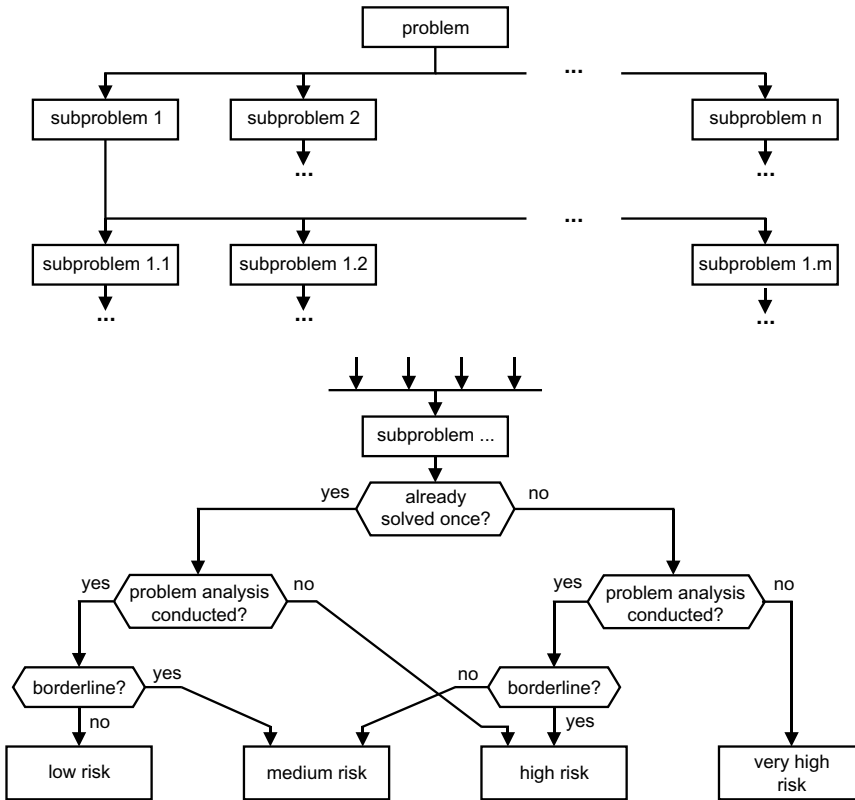 problem
...
subproblem 1
subproblem 2
subproblem n
...
...
...
subproblem 1.1
subproblem 1.2
subproblem 1.m
...
...
...
subproblem ...
yes
already
solved once?
no
yes
problem analysis
conducted?
no
yes
problem analysis
conducted?
no
borderline?
yes
no
borderline?
no
yes
low risk
medium risk
high risk
very high
risk